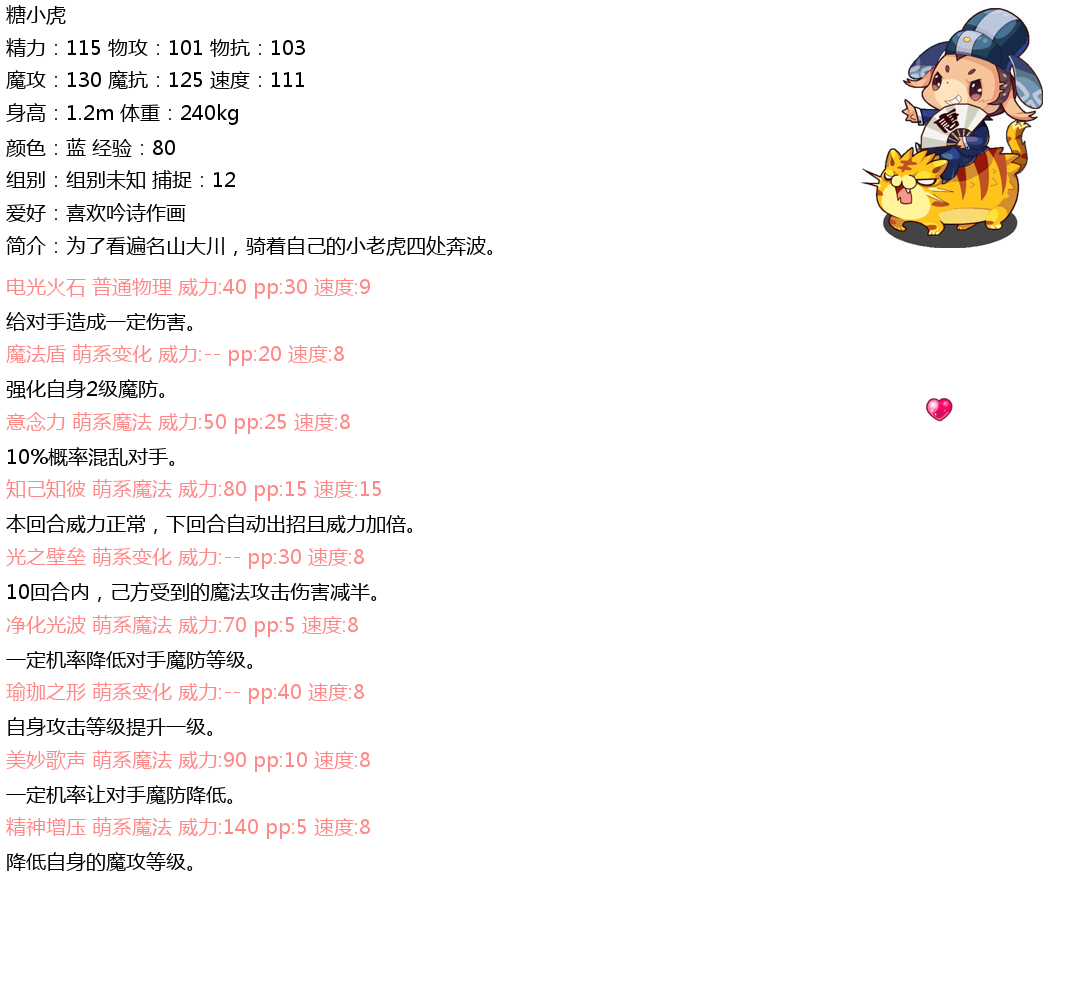 糖小虎
精力：115 物攻：101 物抗：103
魔攻：130 魔抗：125 速度：111
身高：1.2m 体重：240kg
颜色：蓝 经验：80
组别：组别未知 捕捉：12
爱好：喜欢吟诗作画
简介：为了看遍名山大川，骑着自己的小老虎四处奔波。
唐
电光火石 普通物理 威力:40 pp:30 速度:9
给对手造成一定伤害。
魔法盾 萌系变化 威力:-- pp:20 速度:8
强化自身2级魔防。
意念力 萌系魔法 威力:50 pp:25 速度:8
10%概率混乱对手。
知己知彼 萌系魔法 威力:80 pp:15 速度:15
本回合威力正常，下回合自动出招且威力加倍。
光之壁垒 萌系变化 威力:-- pp:30 速度:8
10回合内，己方受到的魔法攻击伤害减半。
净化光波 萌系魔法 威力:70 pp:5 速度:8
一定机率降低对手魔防等级。
瑜珈之形 萌系变化 威力:-- pp:40 速度:8
自身攻击等级提升一级。
美妙歌声 萌系魔法 威力:90 pp:10 速度:8
一定机率让对手魔防降低。
精神增压 萌系魔法 威力:140 pp:5 速度:8
降低自身的魔攻等级。